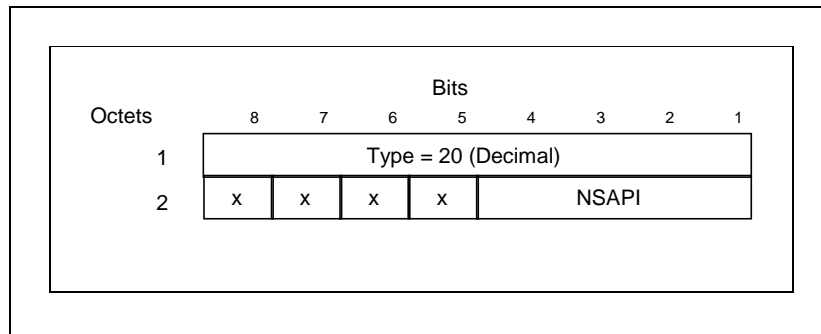 Bits
Octets 8 7 6 5 4 3 2 1
1 Type = 20 (Decimal)
2 x x x x NSAPI